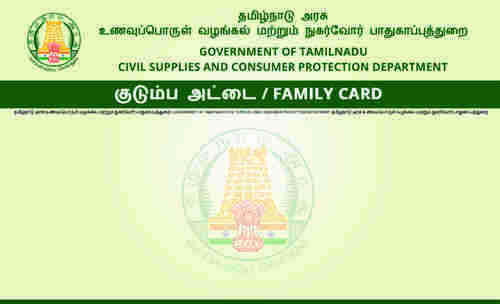 தமிழ்நாடு அரசு
உணவுப்பொருள் வழங்கல் மற்றும் நுகர்வோர் பாதுகாப்புத்துறை
GOVERNMENT OF TAMILNADU
CIVIL SUPPLIES AND CONSUMER PROTECTION DEPARTMENT
குடும்ப அட்டை / FAMILY CARD